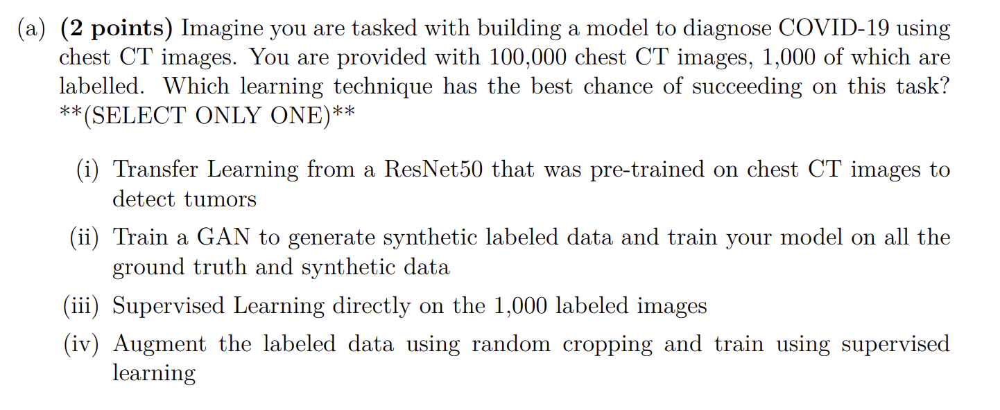 (a) (2 points) Imagine you are tasked with building a model to diagnose COVID-19 using
chest CT images. You are provided with 100,000 chest CT images, 1,000 of which are
labelled. Which learning technique has the best chance of succeeding on this task?
**(SELECT ONLY ONE)**
(i) Transfer Learning from a ResNet50 that was pre-trained on chest CT images to
detect tumors
(ii) Train a GAN to generate synthetic labeled data and train your model on all the
ground truth and synthetic data
(iii) Supervised Learning directly on the 1,000 labeled images
(iv) Augment the labeled data using random cropping and train using supervised
learning